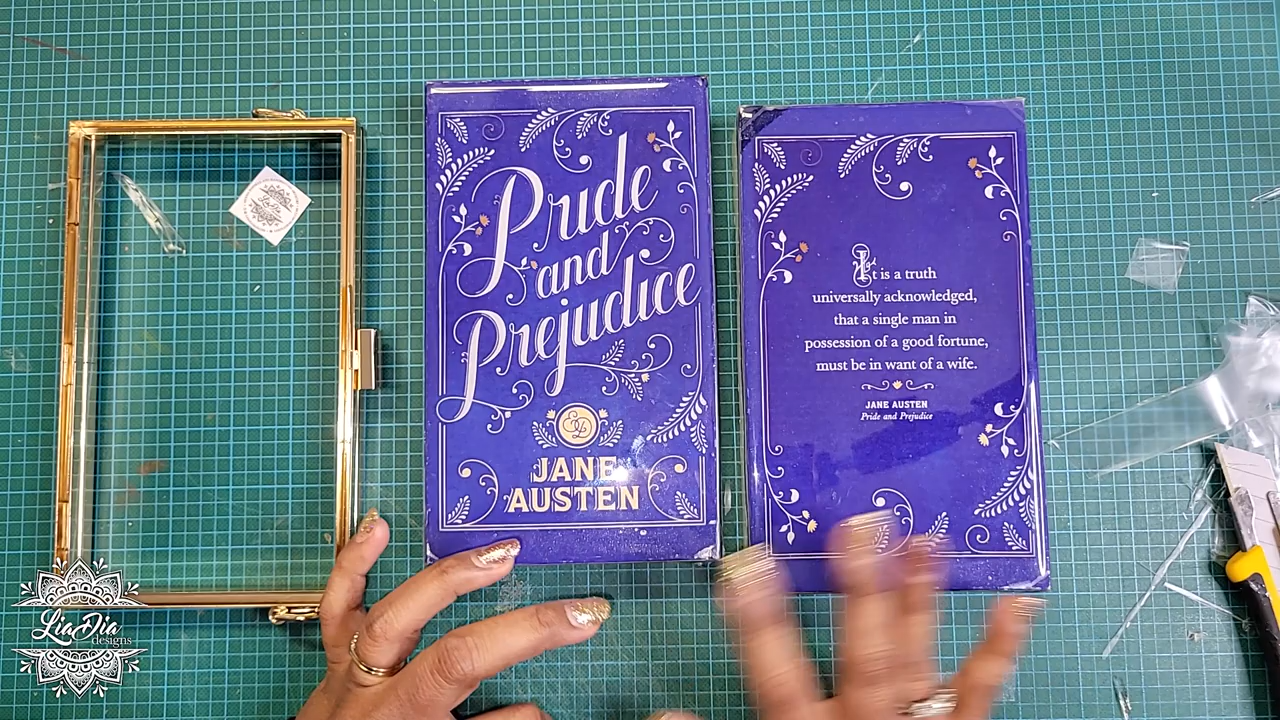 Pride
and
Prejudice
JANE
AUSTEN
It is a truth
universally acknowledged,
that a single man in
possession of a good fortune,
must be in want of a wife.
JANE AUSTEN
Pride and Prejudice
LiaDia
designs